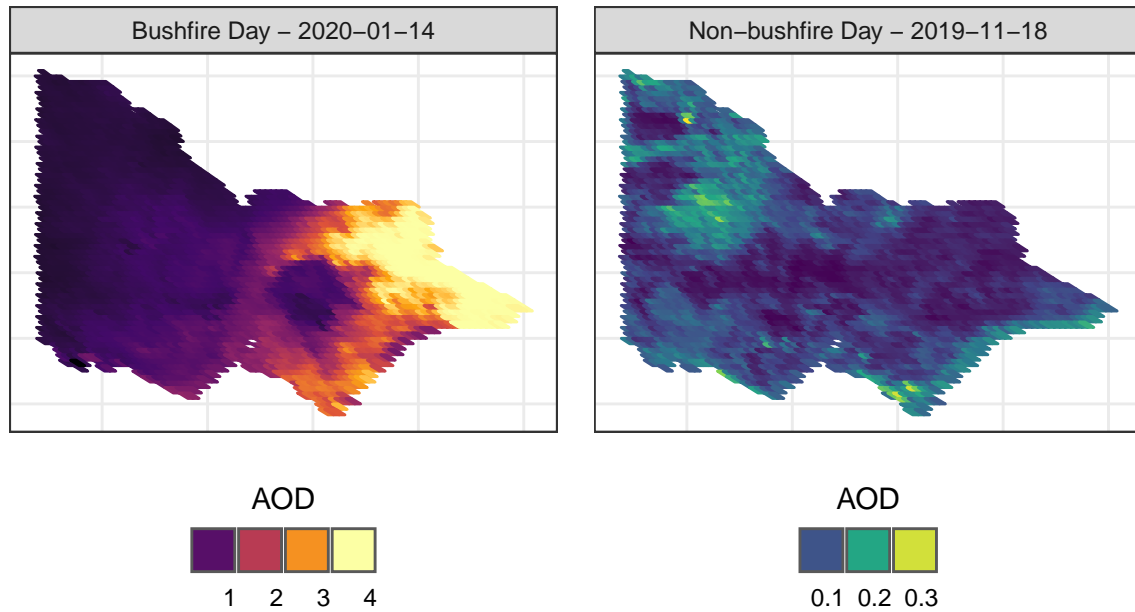 Bushfire Day − 2020−01−14
Non−bushfire Day − 2019−11−18
AOD
1 2 3 4
AOD
0.1 0.2 0.3